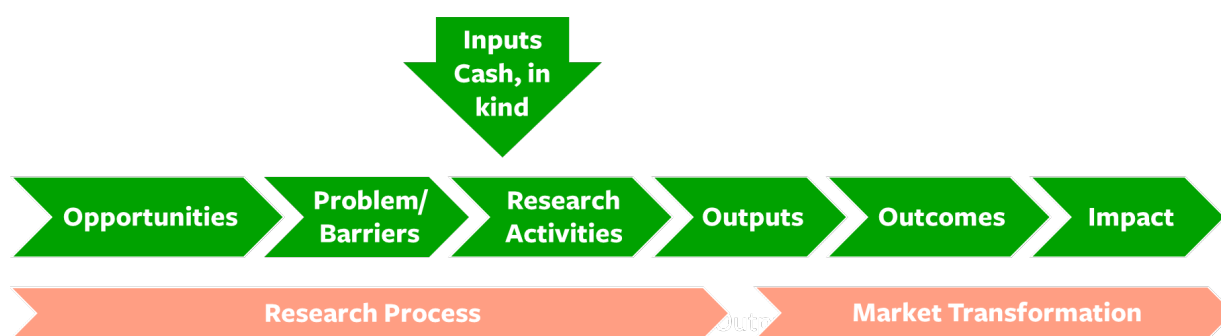 Inputs
Cash, in
kind
Opportunities
Problem/
Barriers
Research
Activities
Outputs
Outcomes
Impact
Research Process
Market Transformation